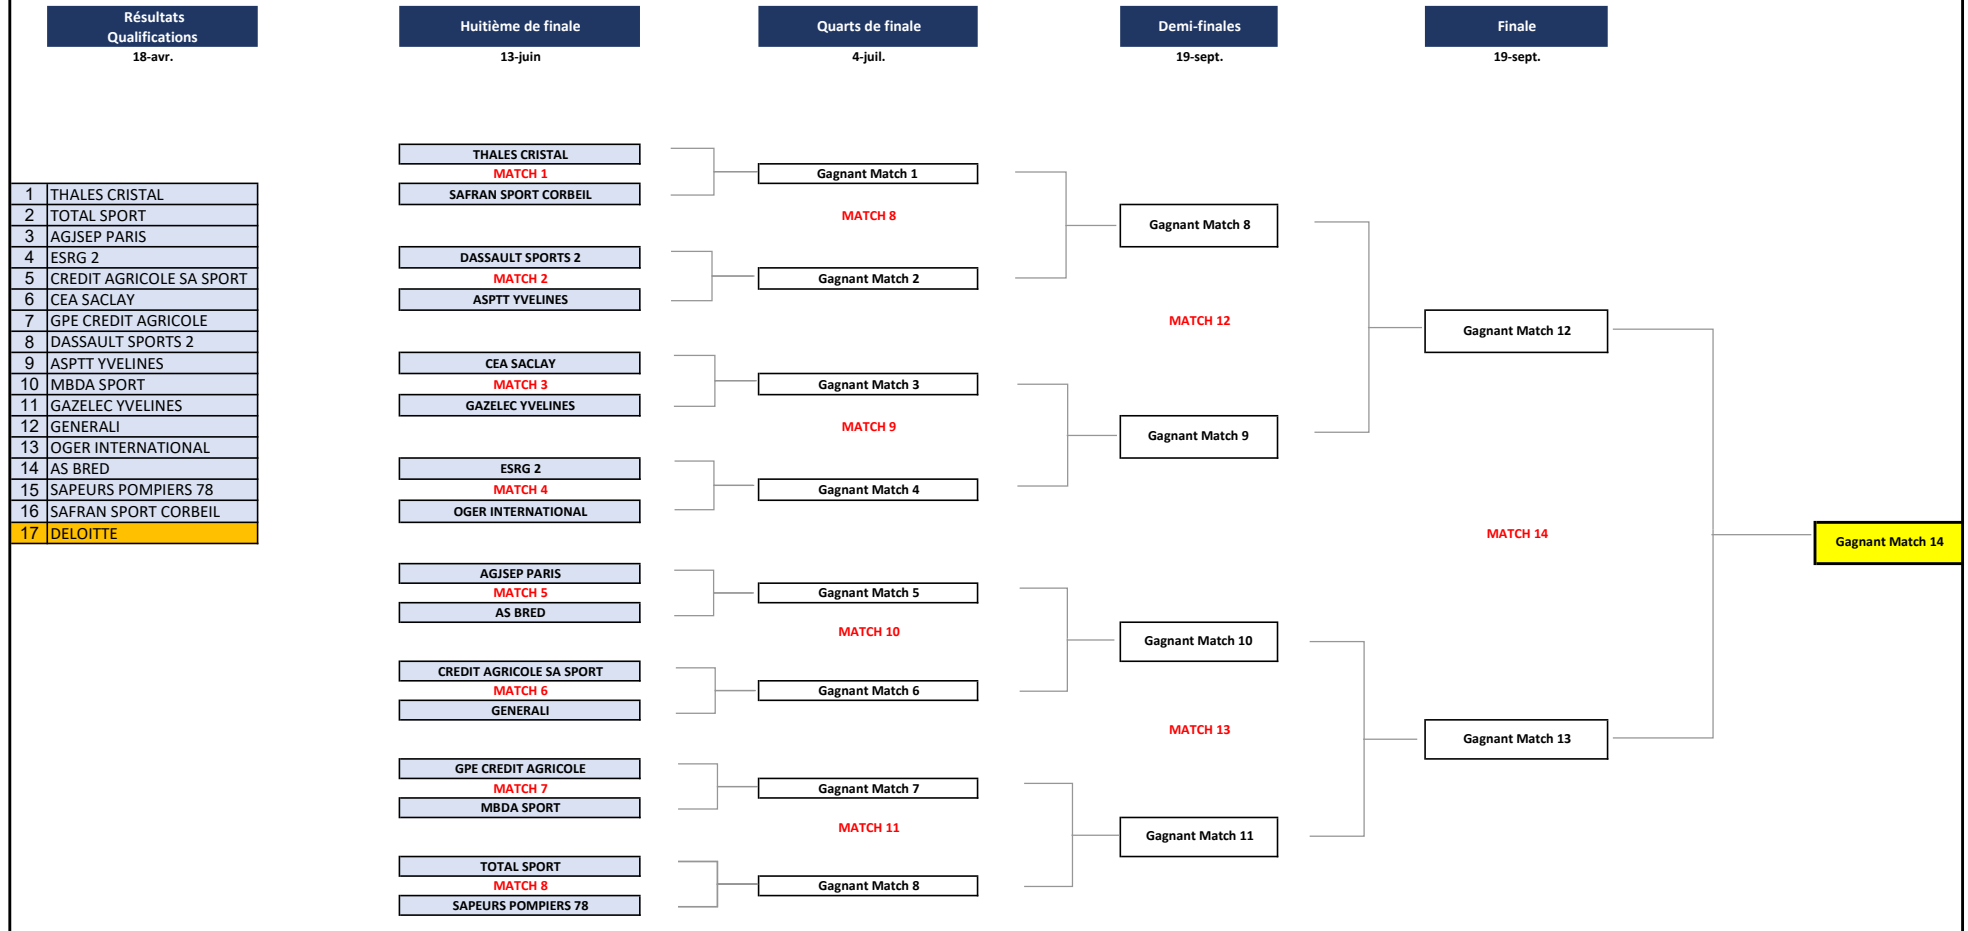 Résultats
Qualifications
18-avr.
Huitième de finale
13-juin
Quarts de finale
4-juil.
Demi-finales
19-sept.
Finale
19-sept.
1 THALES CRISTAL
2 TOTAL SPORT
3 AGJSEP PARIS
4 ESRG 2
5 CREDIT AGRICOLE SA SPORT
6 CEA SACLAY
7 GPE CREDIT AGRICOLE
8 DASSAULT SPORTS 2
9 ASPTT YVELINES
10 MBDA SPORT
11 GAZELEC YVELINES
12 GENERALI
13 OGER INTERNATIONAL
14 AS BRED
15 SAPEURS POMPIERS 78
16 SAFRAN SPORT CORBEIL
17 DELOITTE
THALES CRISTAL
MATCH 1
SAFRAN SPORT CORBEIL
DASSAULT SPORTS 2
MATCH 2
ASPTT YVELINES
CEA SACLAY
MATCH 3
GAZELEC YVELINES
ESRG 2
MATCH 4
OGER INTERNATIONAL
AGJSEP PARIS
MATCH 5
AS BRED
CREDIT AGRICOLE SA SPORT
MATCH 6
GENERALI
GPE CREDIT AGRICOLE
MATCH 7
MBDA SPORT
TOTAL SPORT
MATCH 8
SAPEURS POMPIERS 78
Gagnant Match 1
MATCH 8
Gagnant Match 2
Gagnant Match 3
MATCH 9
Gagnant Match 4
Gagnant Match 5
MATCH 10
Gagnant Match 6
Gagnant Match 7
MATCH 11
Gagnant Match 8
Gagnant Match 8
MATCH 12
Gagnant Match 9
Gagnant Match 10
MATCH 13
Gagnant Match 11
Gagnant Match 12
MATCH 14
Gagnant Match 13
Gagnant Match 14